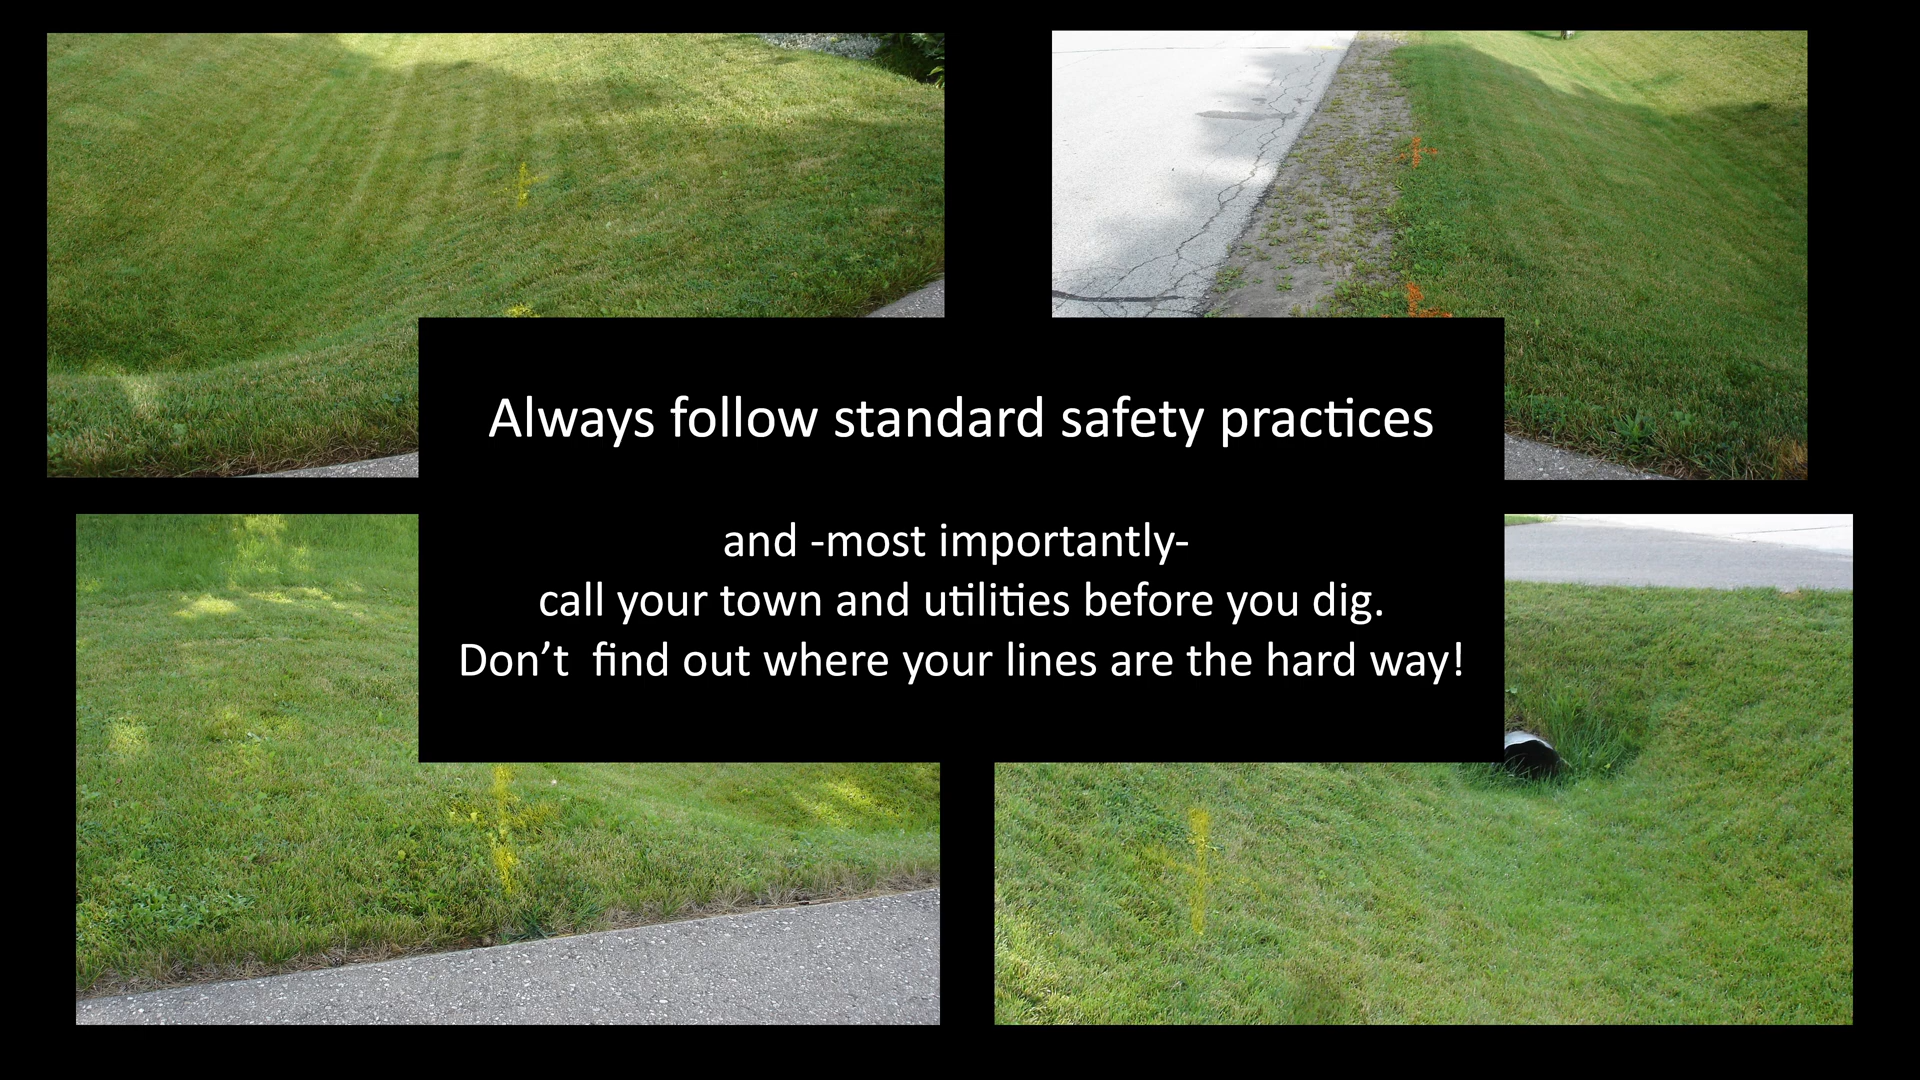 Always follow standard safety practices
and -most importantly-
call your town and utilities before you dig.
Don’t  find out where your lines are the hard way!